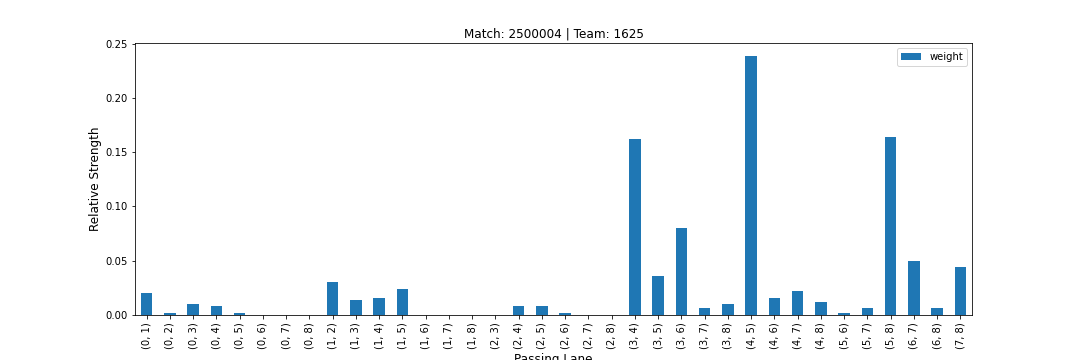 Match: 2500004 | Team: 1625
weight
Relative Strength
0.25
0.20
0.15
0.10
0.05
0.00
(0, 1) (0, 2) (0, 3) (0, 4) (0, 5) (0, 6) (0, 7) (0, 8) (1, 2) (1, 3) (1, 4) (1, 5) (1, 6) (1, 7) (1, 8) (2, 3) (2, 4) (2, 5) (2, 6) (2, 7) (2, 8) (3, 4) (3, 5) (3, 6) (3, 7) (3, 8) (4, 5) (4, 6) (4, 7) (4, 8) (5, 6) (5, 7) (5, 8) (6, 7) (6, 8) (7, 8)
Passing Lane